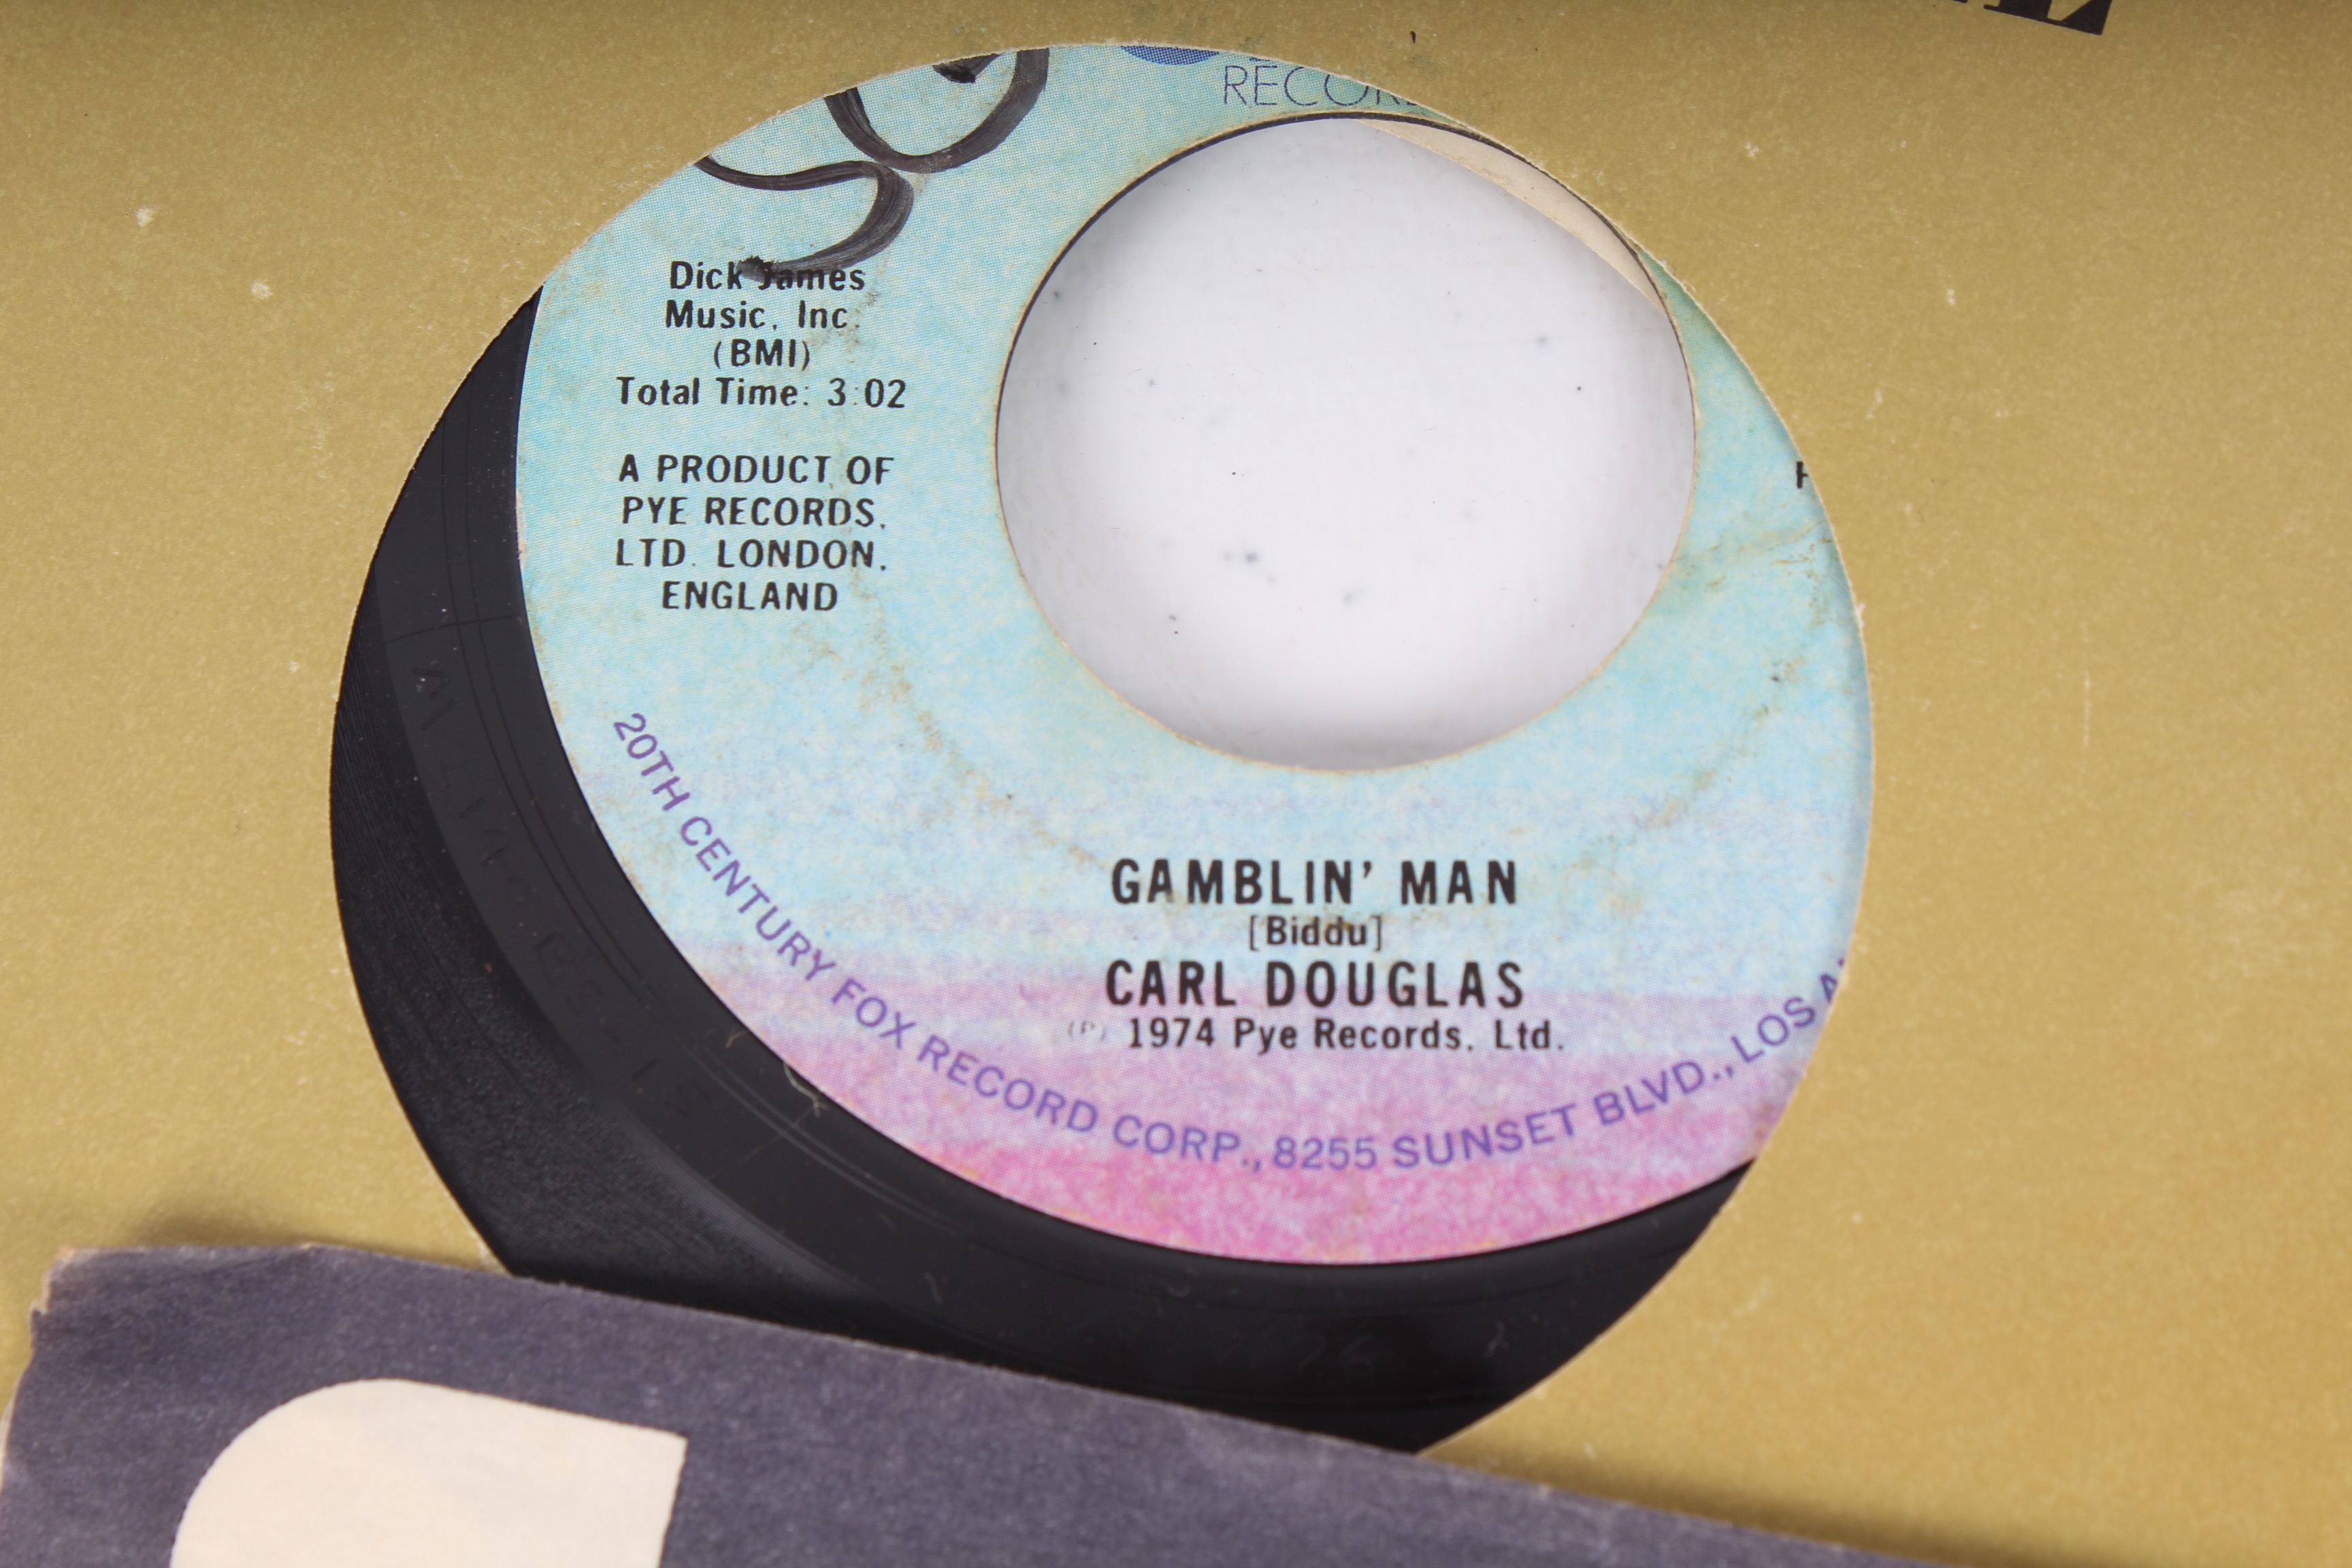 Dick James
Music, Inc.
(BMI)
Total Time: 3:02
A PRODUCT OF
PYE RECORDS,
LTD. LONDON,
ENGLAND
GAMBLIN' MAN
[Biddu]
CARL DOUGLAS
(P) 1974 Pye Records, Ltd.
20TH CENTURY FOX RECORD CORP., 8255 SUNSET BLVD., LOS